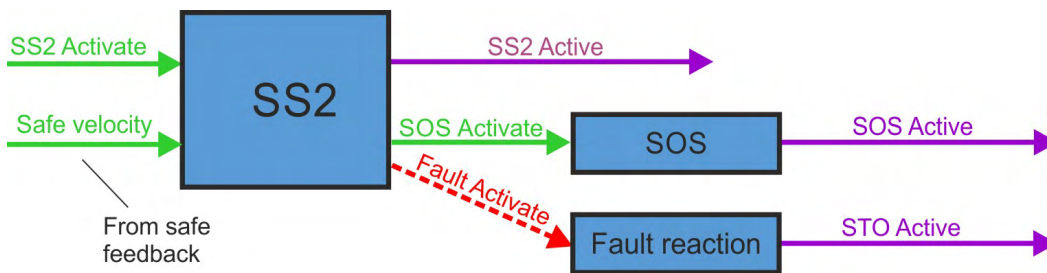 SS2 Activate
SS2 Active
SS2
Safe velocity
SOS Activate
SOS
SOS Active
Fault Activate
From safe
feedback
Fault reaction
STO Active